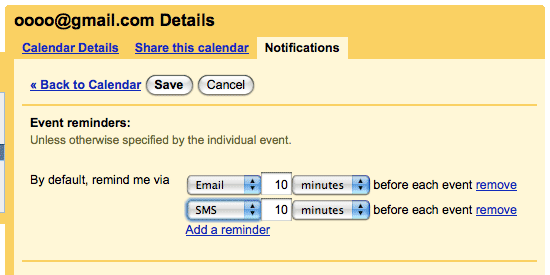 oooo@gmail.com Details
Calendar Details Share this calendar Notifications
« Back to Calendar Save Cancel
Event reminders:
Unless otherwise specified by the individual event.
By default, remind me via Email 10 minutes before each event remove
SMS 10 minutes before each event remove
Add a reminder